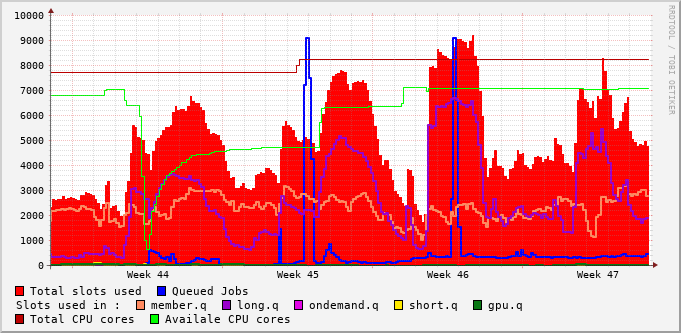 10000
9000
8000
7000
6000
5000
4000
3000
2000
1000
0
Week 44 Week 45 Week 46 Week 47
RRDTOOL / TOBI OETIKER
Total slots used Queued Jobs
Slots used in : member.q long.q ondemand.q short.q gpu.q
Total CPU cores Availale CPU cores